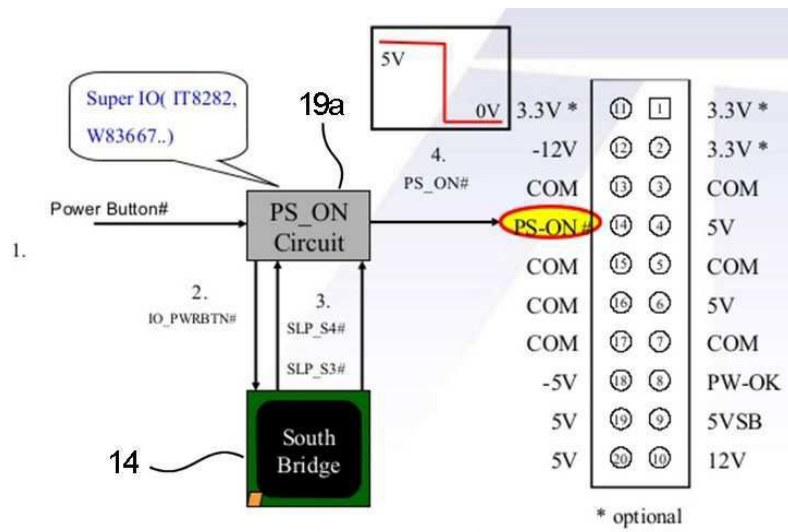 5V
0V
Super IO( IT8282,
W83667..)
19a
4.
PS_ON#
Power Button#
1.
PS_ON
Circuit
2.
IO_PWRBTN#
3.
SLP_S4#
SLP_S3#
14
South
Bridge
3.3V * 11 1 3.3V *
-12V 12 2 3.3V *
COM 13 3 COM
PS-ON# 14 4 5V
COM 15 5 COM
COM 16 6 5V
COM 17 7 COM
-5V 18 8 PW-OK
5V 19 9 5VSB
5V 20 10 12V
* optional